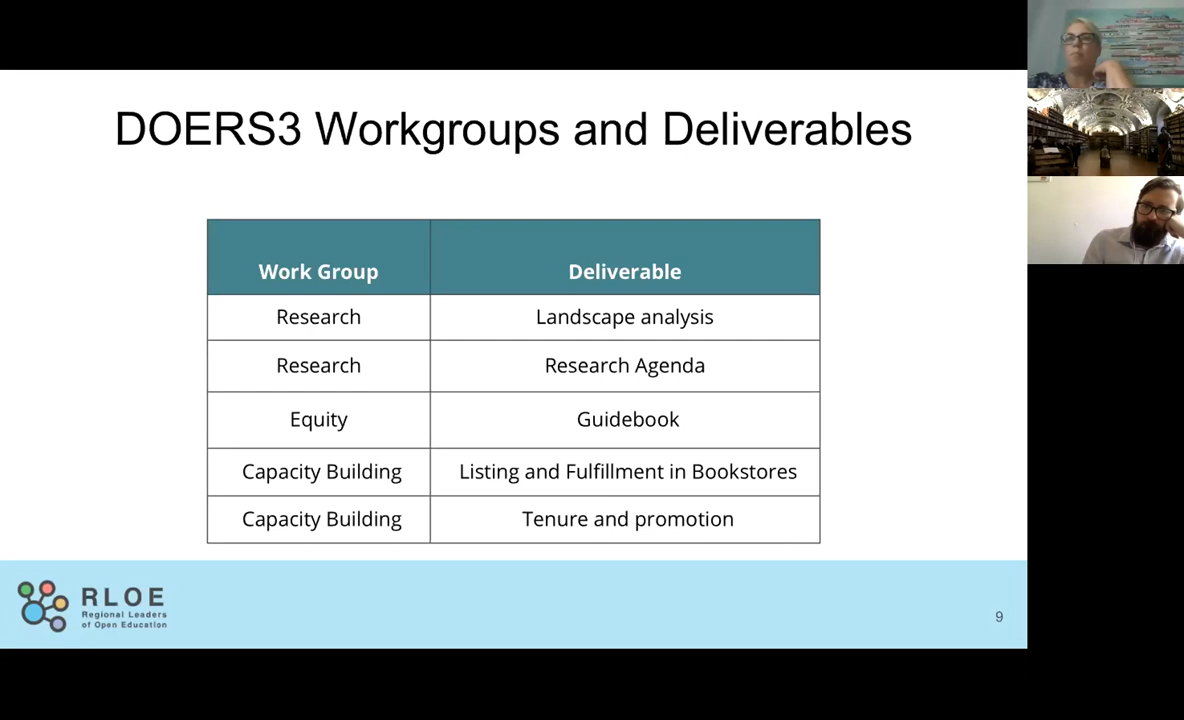 DOERS3 Workgroups and Deliverables
Work Group Deliverable
Research Landscape analysis
Research Research Agenda
Equity Guidebook
Capacity Building Listing and Fulfillment in Bookstores
Capacity Building Tenure and promotion
RLOE
Regional Leaders
of Open Education
9